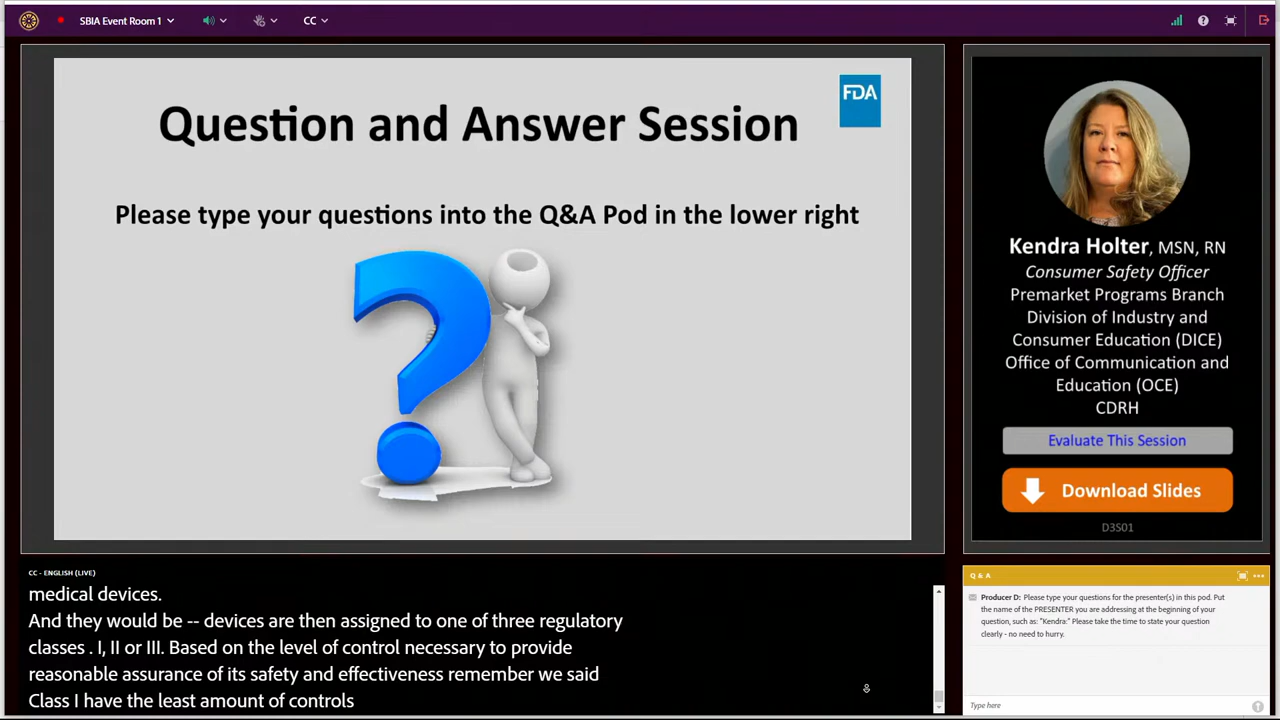 SBIA Event Room 1
CC
FDA
Question and Answer Session
Please type your questions into the Q&A Pod in the lower right
Kendra Holter, MSN, RN
Consumer Safety Officer
Premarket Programs Branch
Division of Industry and
Consumer Education (DICE)
Office of Communication and
Education (OCE)
CDRH
Evaluate This Session
Download Slides
D3S01
CC - ENGLISH (LIVE)
medical devices.
And they would be -- devices are then assigned to one of three regulatory
classes . I, II or III. Based on the level of control necessary to provide
reasonable assurance of its safety and effectiveness remember we said
Class I have the least amount of controls
Q & A
Producer D: Please type your questions for the presenter(s) in this pod. Put
the name of the PRESENTER you are addressing at the beginning of your
question, such as: "Kendra:" Please take the time to state your question
clearly - no need to hurry.
Type here